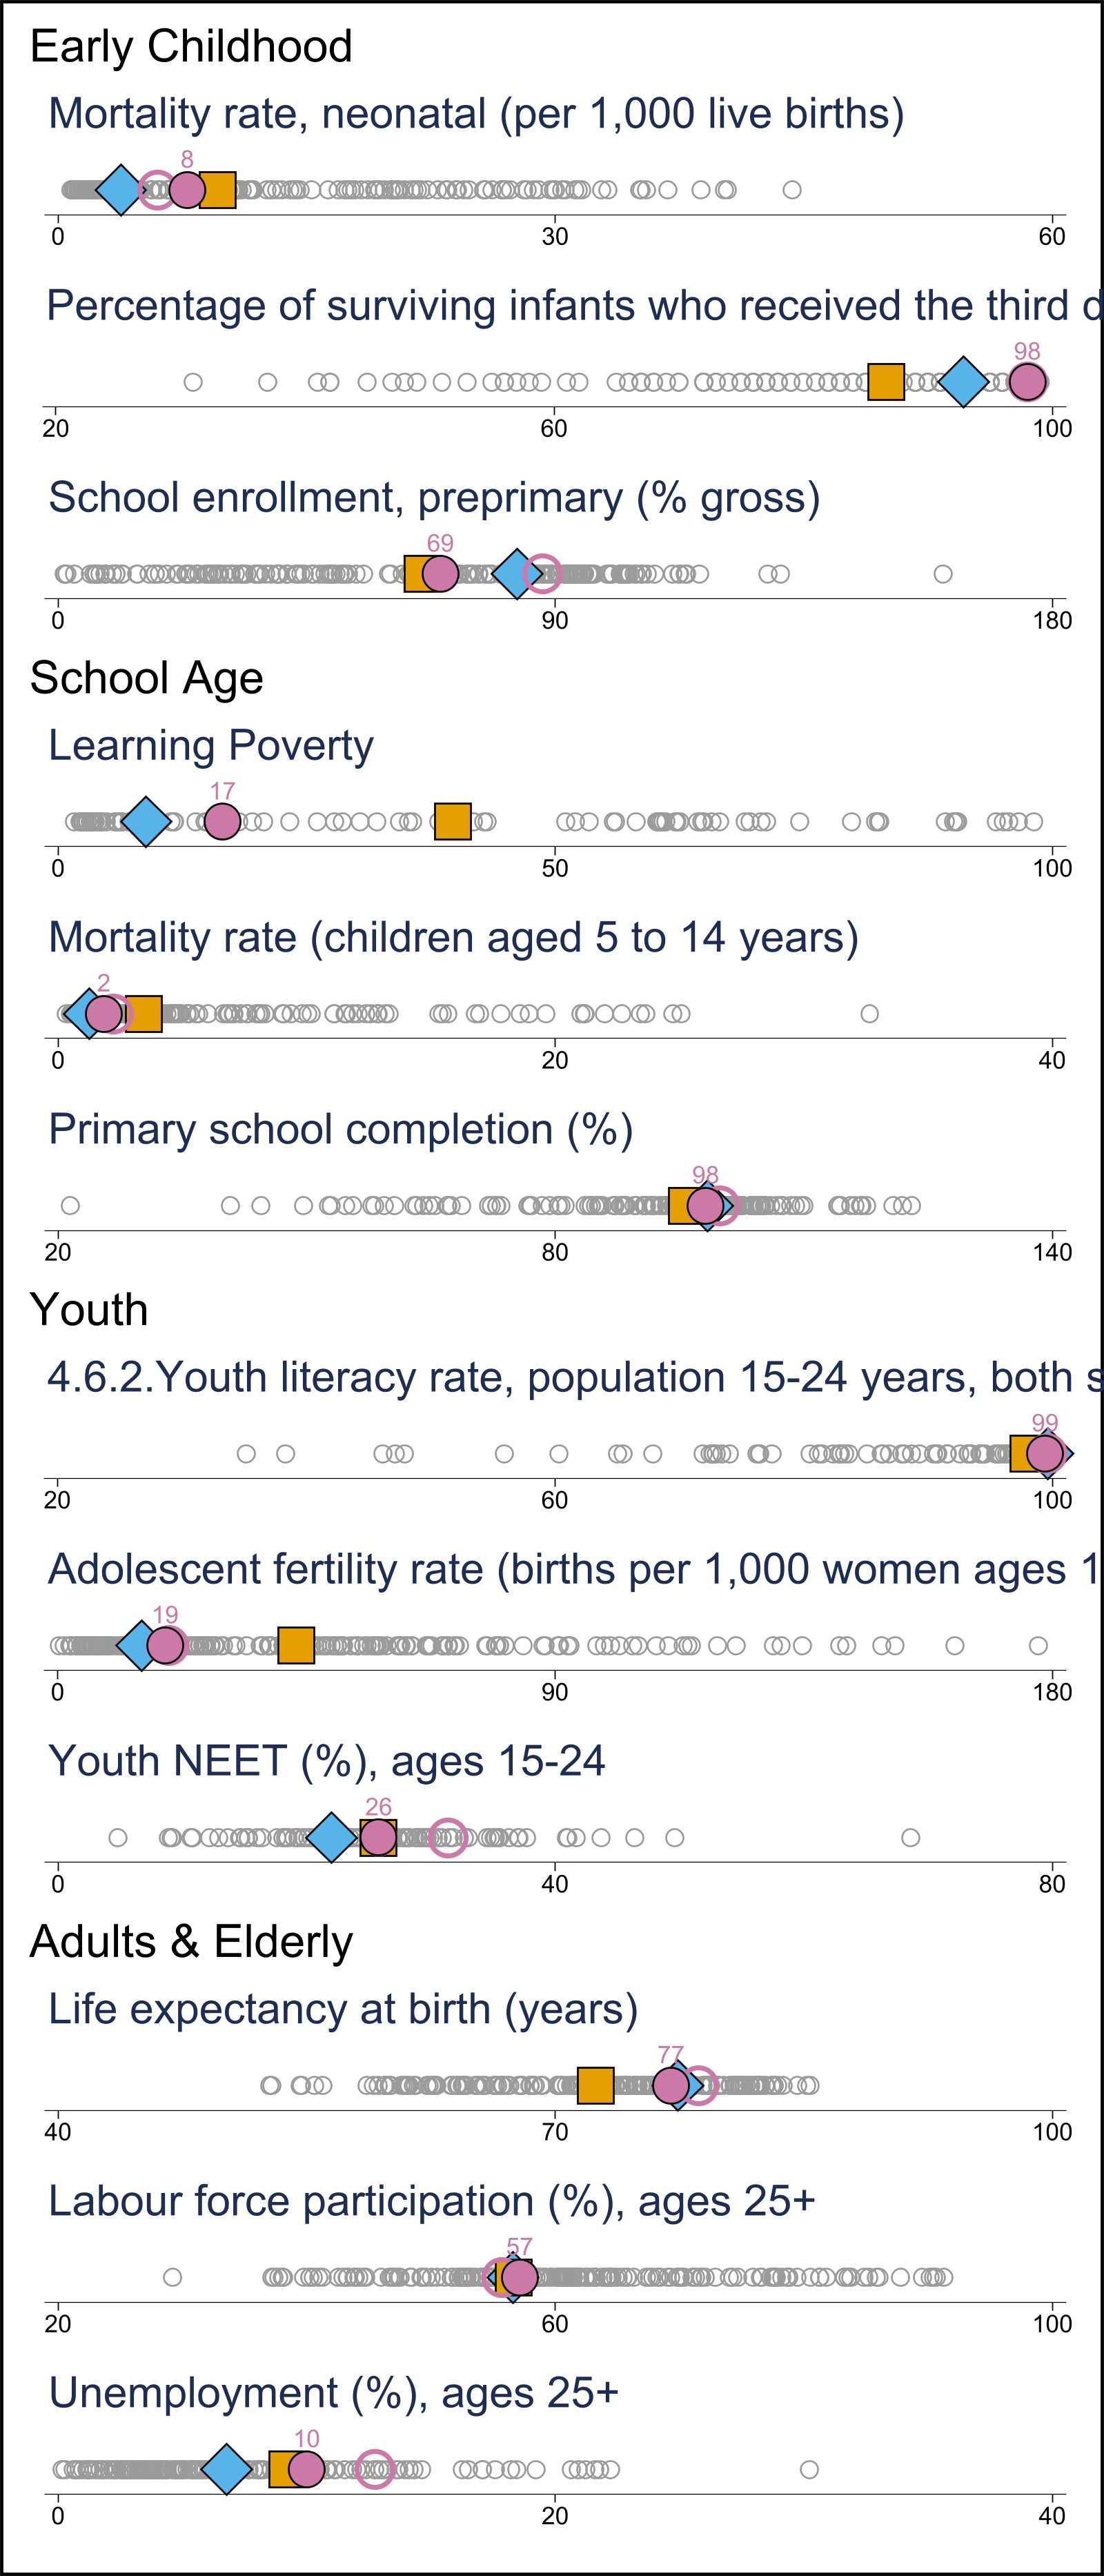 Early Childhood
Mortality rate, neonatal (per 1,000 live births)
8
0 30 60
Percentage of surviving infants who received the third d
98
20 60 100
School enrollment, preprimary (% gross)
69
0 90 180
School Age
Learning Poverty
17
0 50 100
Mortality rate (children aged 5 to 14 years)
2
0 20 40
Primary school completion (%)
98
20 80 140
Youth
4.6.2.Youth literacy rate, population 15-24 years, both s
99
20 60 100
Adolescent fertility rate (births per 1,000 women ages 1
19
0 90 180
Youth NEET (%), ages 15-24
26
0 40 80
Adults & Elderly
Life expectancy at birth (years)
77
40 70 100
Labour force participation (%), ages 25+
57
20 60 100
Unemployment (%), ages 25+
10
0 20 40